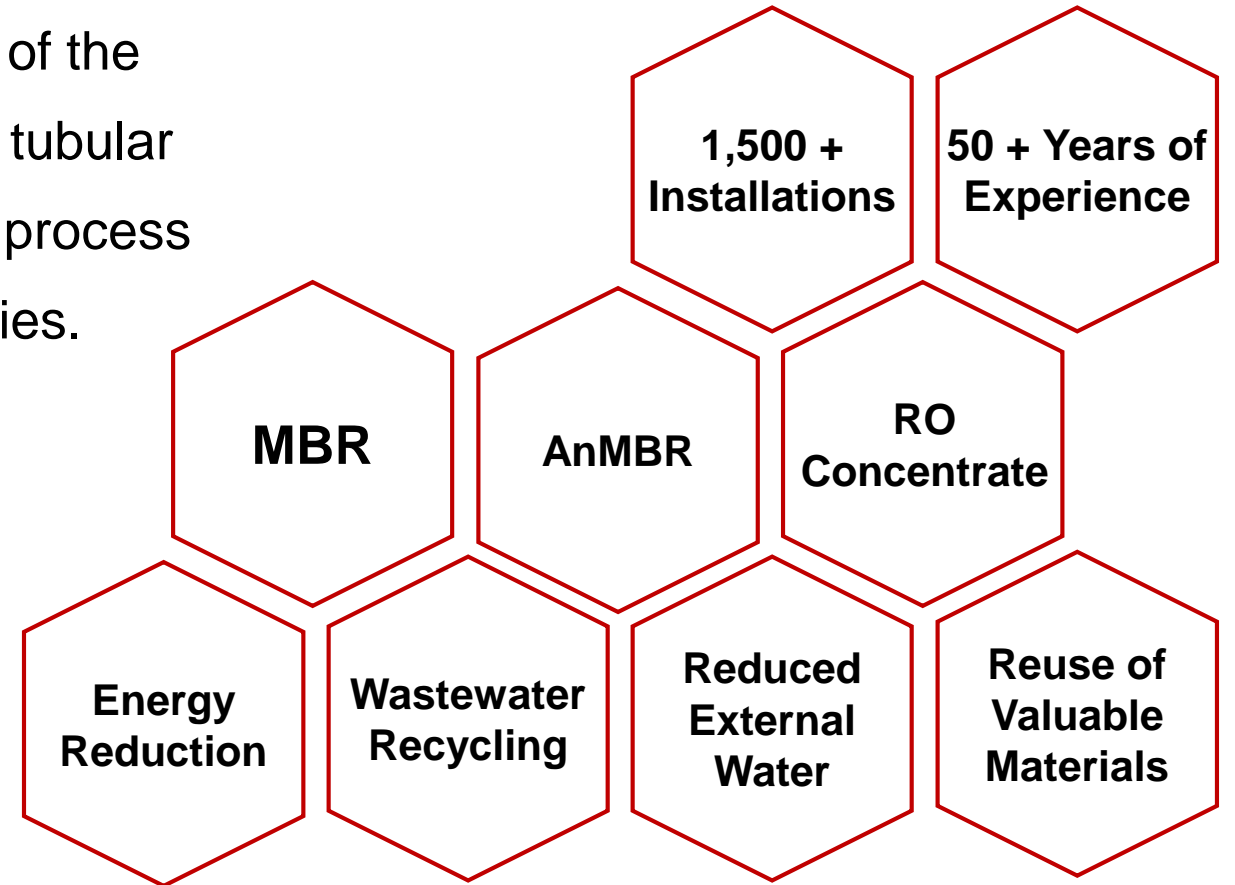 of the
tubular
process
ies.
1,500 +
Installations
50 + Years of
Experience
MBR
AnMBR
RO
Concentrate
Energy
Reduction
Wastewater
Recycling
Reduced
External
Water
Reuse of
Valuable
Materials